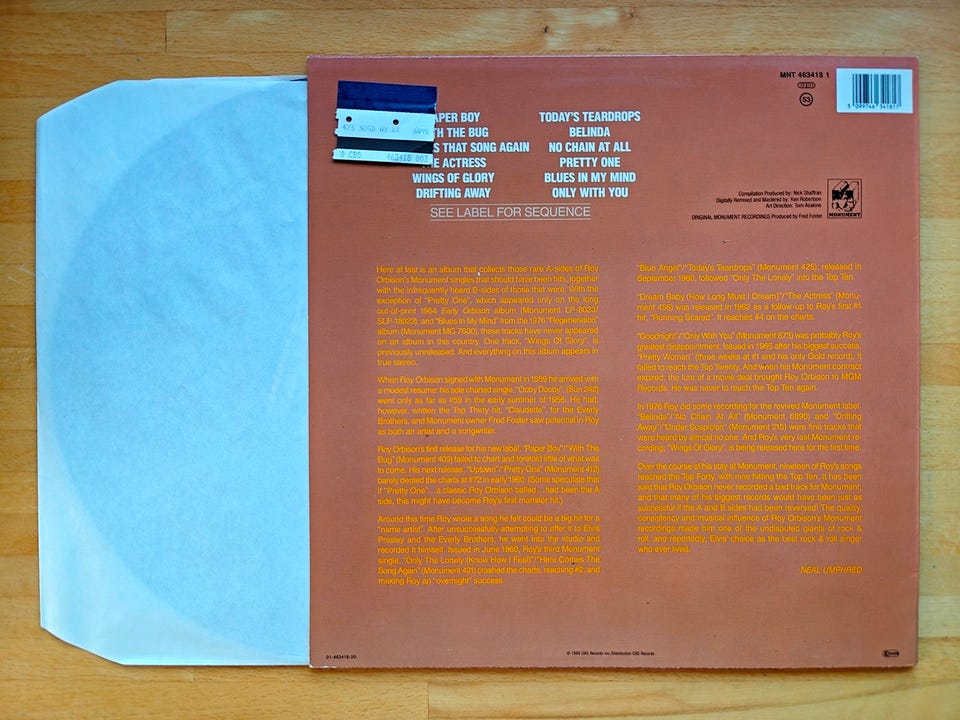 MNT 463418 1
53
5 099746 341817
423 3050 NY-RR 6995
0 CBS 463418 003
APER BOY
TH THE BUG
S THAT SONG AGAIN
E ACTRESS
WINGS OF GLORY
DRIFTING AWAY
TODAY'S TEARDROPS
BELINDA
NO CHAIN AT ALL
PRETTY ONE
BLUES IN MY MIND
ONLY WITH YOU
SEE LABEL FOR SEQUENCE
Compilation Produced by: Nick Shaffran
Digitally Remixed and Mastered by: Ken Robertson
Art Direction: Tom Asalone
ORIGINAL MONUMENT RECORDINGS Produced by Fred Foster
MONUMENT
Here at last is an album that collects those rare A-sides of Roy
Orbison's Monument singles that should have been hits, together
with the infrequently heard B-sides of those that were. With the
exception of "Pretty One", which appeared only on the long
out-of-print 1964 Early Orbison album (Monument LP-8023/
SLP-18023), and "Blues In My Mind" from the 1976 "Regeneration"
album (Monument MG 7600), these tracks have never appeared
on an album in this country. One track, "Wings Of Glory", is
previously unreleased. And everything on this album appears in
true stereo.
When Roy Orbison signed with Monument in 1959 he arrived with
a modest resume: his sole charted single, "Ooby Dooby", (Sun 242)
went only as far as #59 in the early summer of 1956. He had,
however, written the Top Thirty hit, "Claudette", for the Everly
Brothers, and Monument owner Fred Foster saw potential in Roy
as both an artist and a songwriter.
Roy Orbison's first release for his new label, "Paper Boy"/"With The
Bug" (Monument 409) failed to chart and foretold little of what was
to come. His next release, "Uptown"/"Pretty One" (Monument 412)
barely dented the charts at #72 in early 1960. (Some speculate that
if "Pretty One"... a classic Roy Orbison ballad...had been the A
side, this might have become Roy's first monster hit.)
Around this time Roy wrote a song he felt could be a big hit for a
"name artist". After unsuccessfully attempting to offer it to Elvis
Presley and the Everly Brothers, he went into the studio and
recorded it himself. Issued in June 1960, Roy's third Monument
single, "Only The Lonely (Know How I Feel)"/"Here Comes The
Song Again" (Monument 421) crashed the charts, reaching #2, and
making Roy an "overnight" success.
"Blue Angel"/"Today's Teardrops" (Monument 425), released in
September 1960, followed "Only The Lonely" into the Top Ten.
"Dream Baby (How Long Must I Dream)"/"The Actress" (Monu-
ment 456) was released in 1962 as a follow-up to Roy's first #1
hit, "Running Scared". It reached #4 on the charts.
"Goodnight"/"Only With You" (Monument 873) was probably Roy's
greatest disappointment. Issued in 1965 after his biggest success,
"Pretty Woman" (three weeks at #1 and his only Gold record), it
failed to reach the Top Twenty. And when his Monument contract
expired, the lure of a movie deal brought Roy Orbison to MGM
Records. He was never to reach the Top Ten again.
In 1976 Roy did some recording for the revived Monument label.
"Belinda"/"No Chain At All" (Monument 8690) and "Drifting
Away"/"Under Suspicion" (Monument 215) were fine tracks that
were heard by almost no one. And Roy's very last Monument re-
cording, "Wings Of Glory", is being released here for the first time.
Over the course of his stay at Monument, nineteen of Roy's songs
reached the Top Forty, with nine hitting the Top Ten. It has been
said that Roy Orbison never recorded a bad track for Monument,
and that many of his biggest records would have been just as
successful if the A and B sides had been reversed! The quality,
consistency and musical influence of Roy Orbison's Monument
recordings made him one of the undisputed giants of rock &
roll, and reportedly, Elvis' choice as the best rock & roll singer
who ever lived.
NEAL UMPHRED
01-463418-20
© 1989 CBS Records Inc./Distribution CBS Records